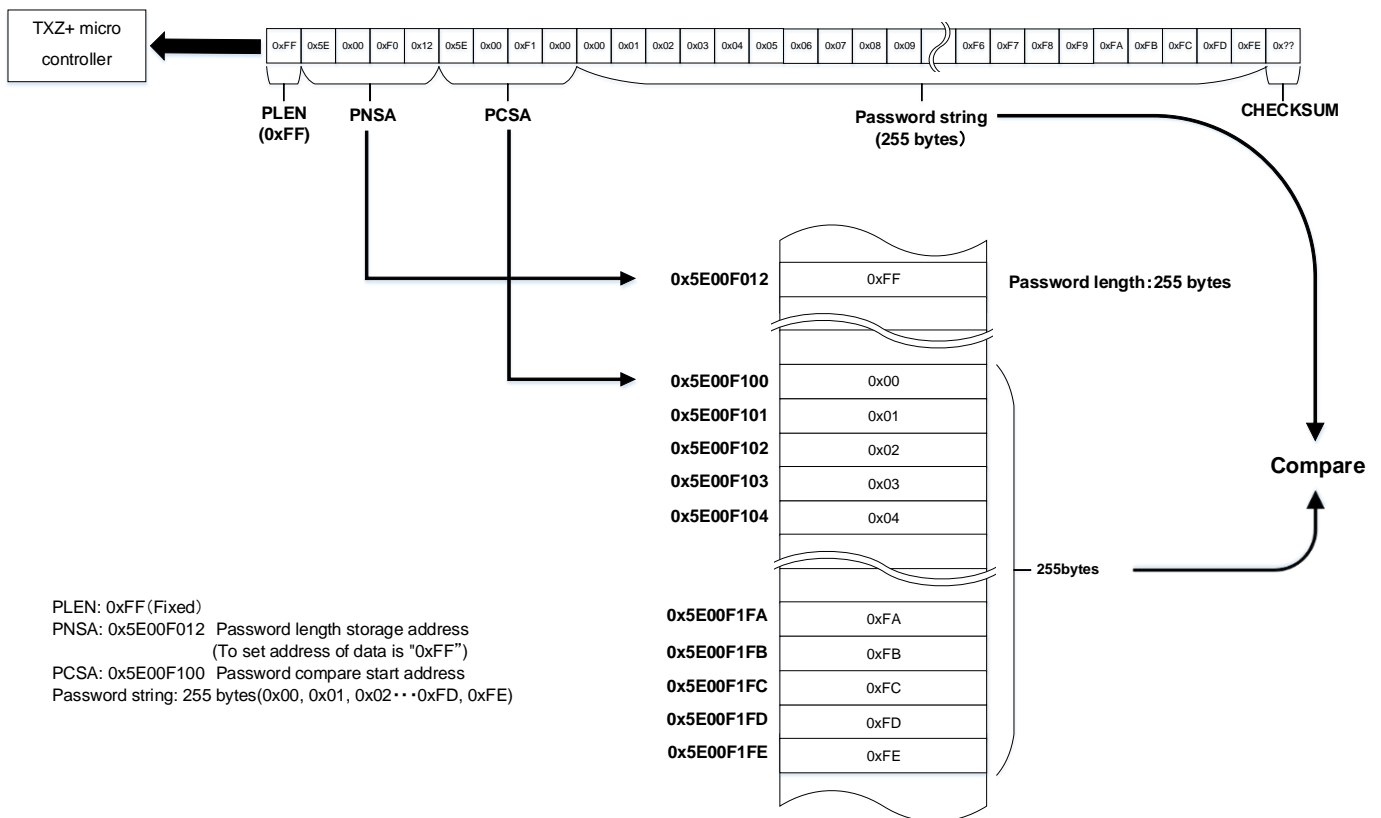 TXZ+ micro
controller
0xFF 0x5E 0x00 0xF0 0x12 0x5E 0x00 0xF1 0x00 0x00 0x01 0x02 0x03 0x04 0x05 0x06 0x07 0x08 0x09 0xF6 0xF7 0xF8 0xF9 0xFA 0xFB 0xFC 0xFD 0xFE 0x??
PLEN
(0xFF)
PNSA
PCSA
Password string
(255 bytes)
CHECKSUM
0x5E00F012 0xFF Password length:255 bytes
0x5E00F100 0x00
0x5E00F101 0x01
0x5E00F102 0x02
0x5E00F103 0x03
0x5E00F104 0x04
Compare
255bytes
0x5E00F1FA 0xFA
0x5E00F1FB 0xFB
0x5E00F1FC 0xFC
0x5E00F1FD 0xFD
0x5E00F1FE 0xFE
PLEN: 0xFF(Fixed)
PNSA: 0x5E00F012 Password length storage address
(To set address of data is "0xFF”)
PCSA: 0x5E00F100 Password compare start address
Password string: 255 bytes(0x00, 0x01, 0x02･･･0xFD, 0xFE)